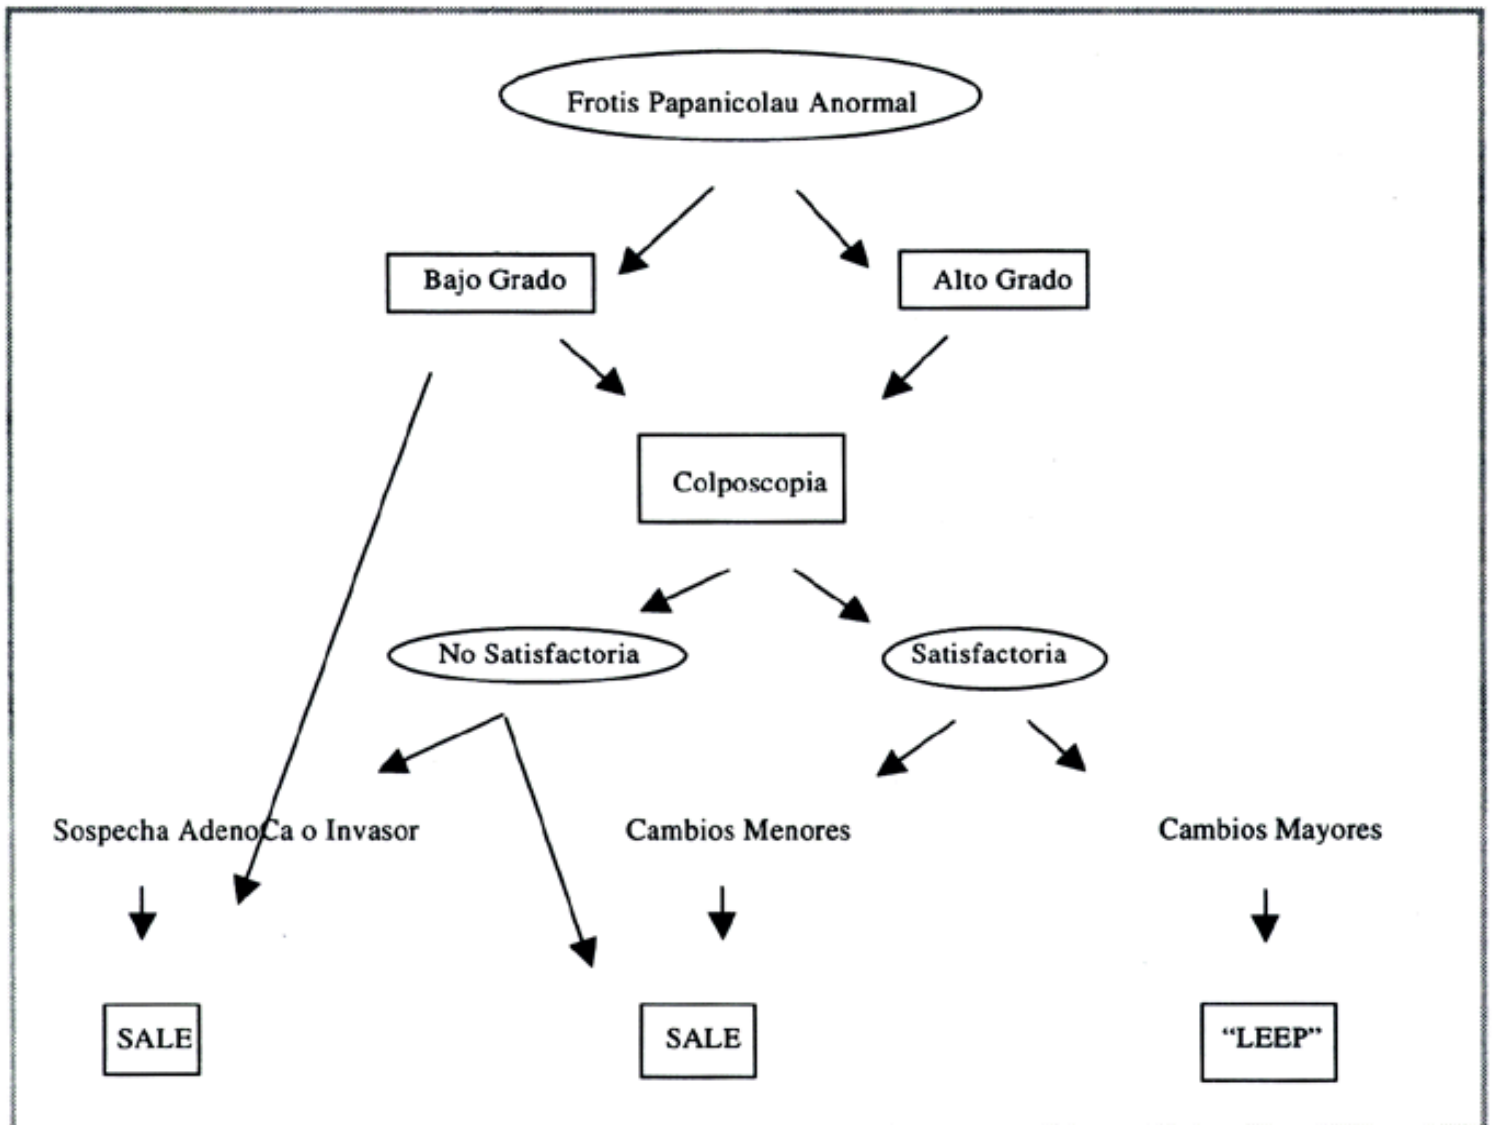 Frotis Papanicolau Anormal
Bajo Grado
Alto Grado
Colposcopia
No Satisfactoria
Satisfactoria
Sospecha AdenoCa o Invasor
Cambios Menores
Cambios Mayores
SALE
SALE
“LEEP”